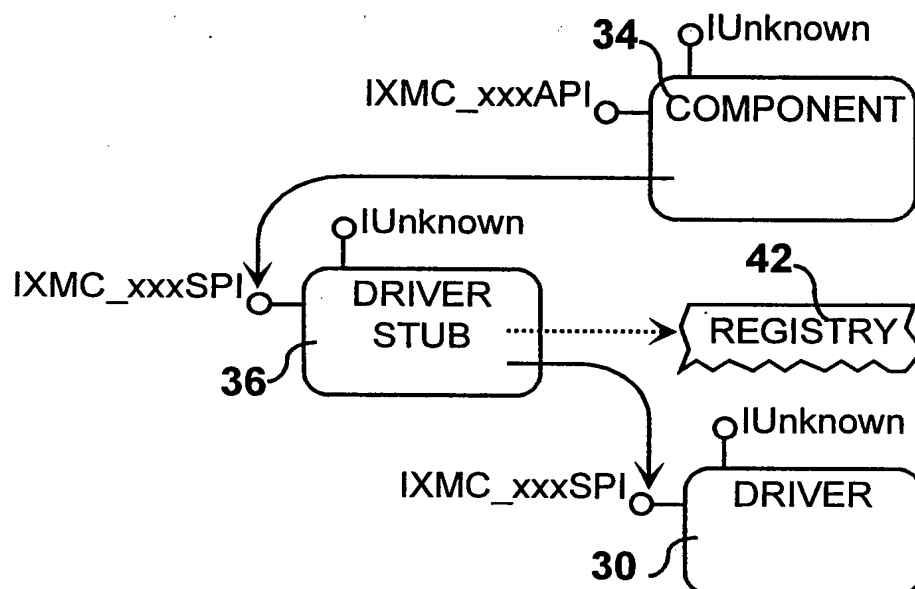 34
IUnknown
IXMC_xxxAPI
COMPONENT
IUnknown
IXMC_xxxSPI
DRIVER
STUB
36
42
REGISTRY
IUnknown
IXMC_xxxSPI
DRIVER
30